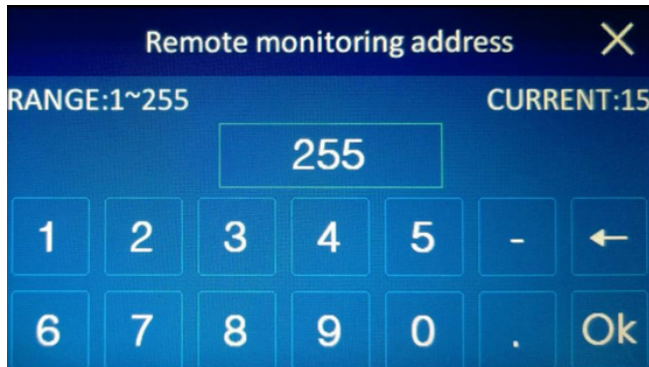 Remote monitoring address ×
RANGE:1~255 CURRENT:15
255
1 2 3 4 5 - ←
6 7 8 9 0 . Ok